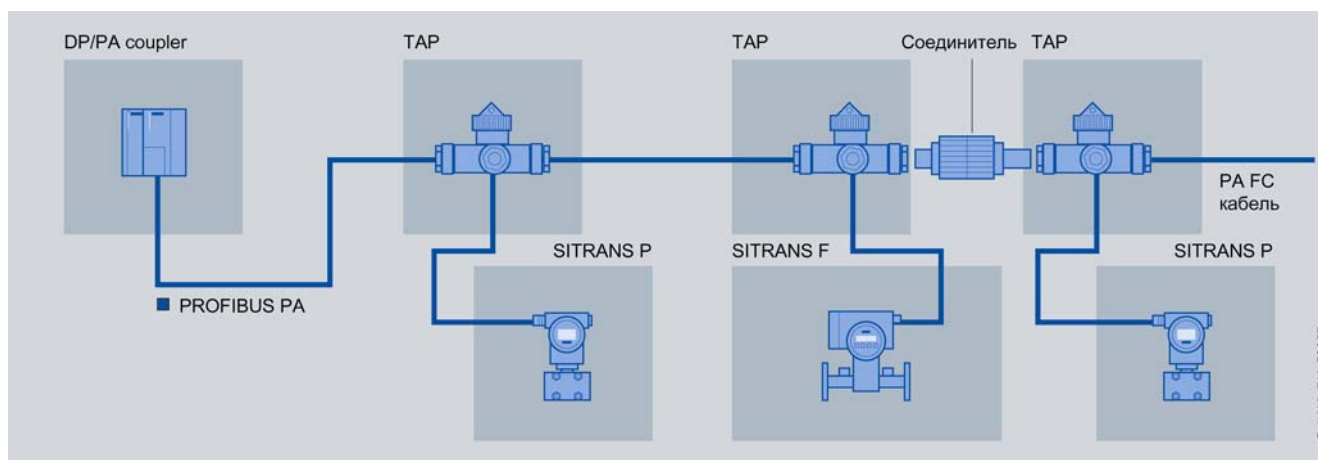 DP/PA coupler
TAP
TAP
Соединитель
TAP
PA FC
кабель
SITRANS P
SITRANS F
SITRANS P
PROFIBUS PA